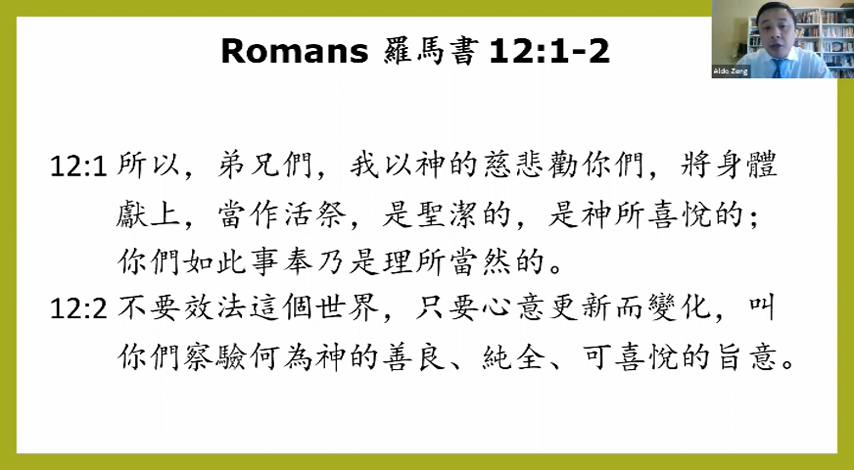 Romans 羅馬書 12:1-2
Aldo Zeng
12:1 所以，弟兄們，我以神的慈悲勸你們，將身體
獻上，當作活祭，是聖潔的，是神所喜悅的；
你們如此事奉乃是理所當然的。
12:2 不要效法這個世界，只要心意更新而變化，叫
你們察驗何為神的善良、純全、可喜悅的旨意。